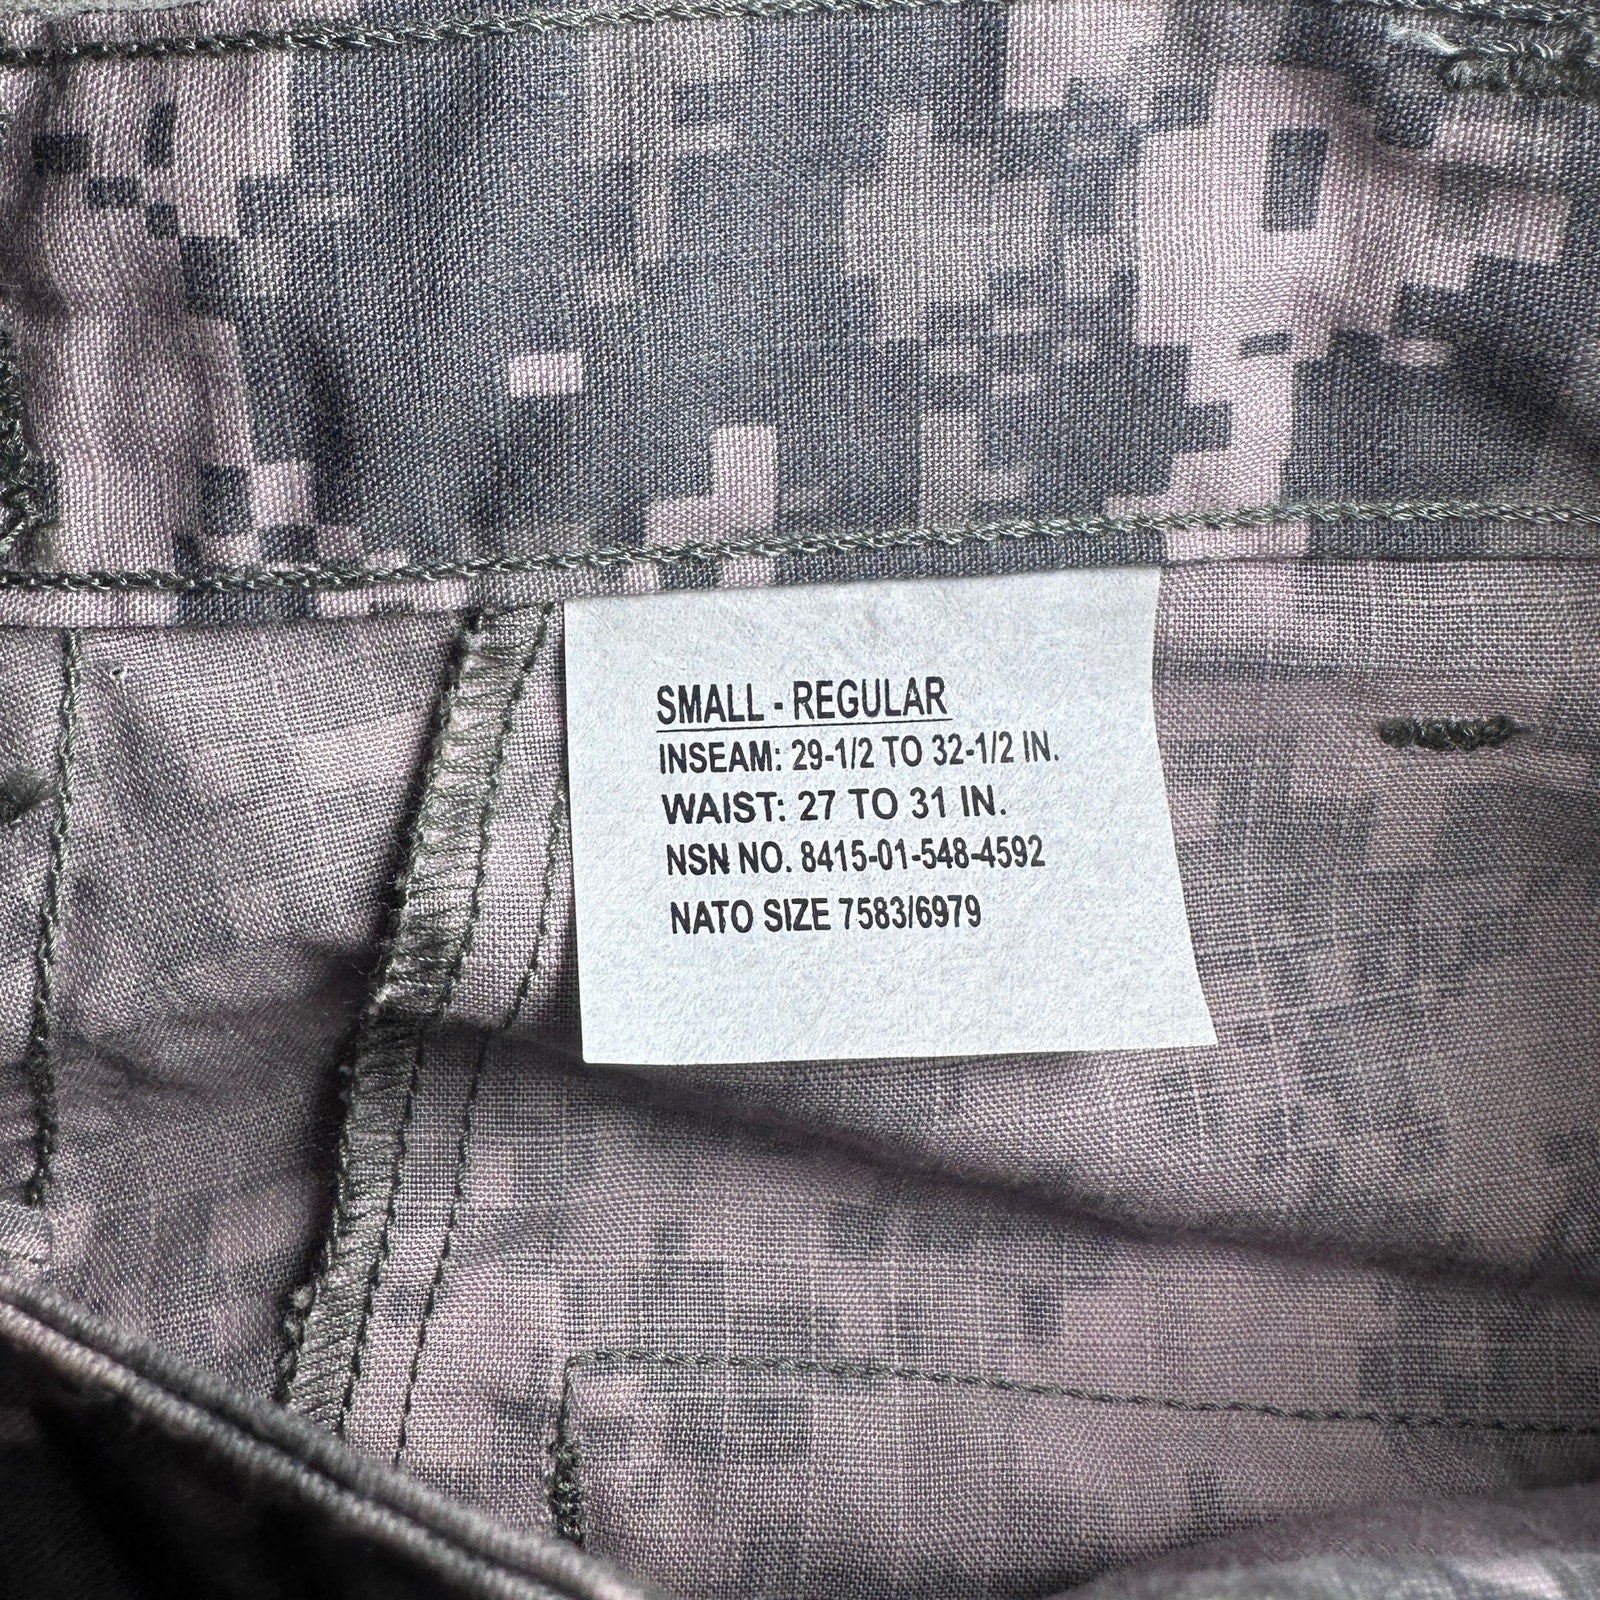 SMALL - REGULAR
INSEAM: 29-1/2 TO 32-1/2 IN.
WAIST: 27 TO 31 IN.
NSN NO. 8415-01-548-4592
NATO SIZE 7583/6979